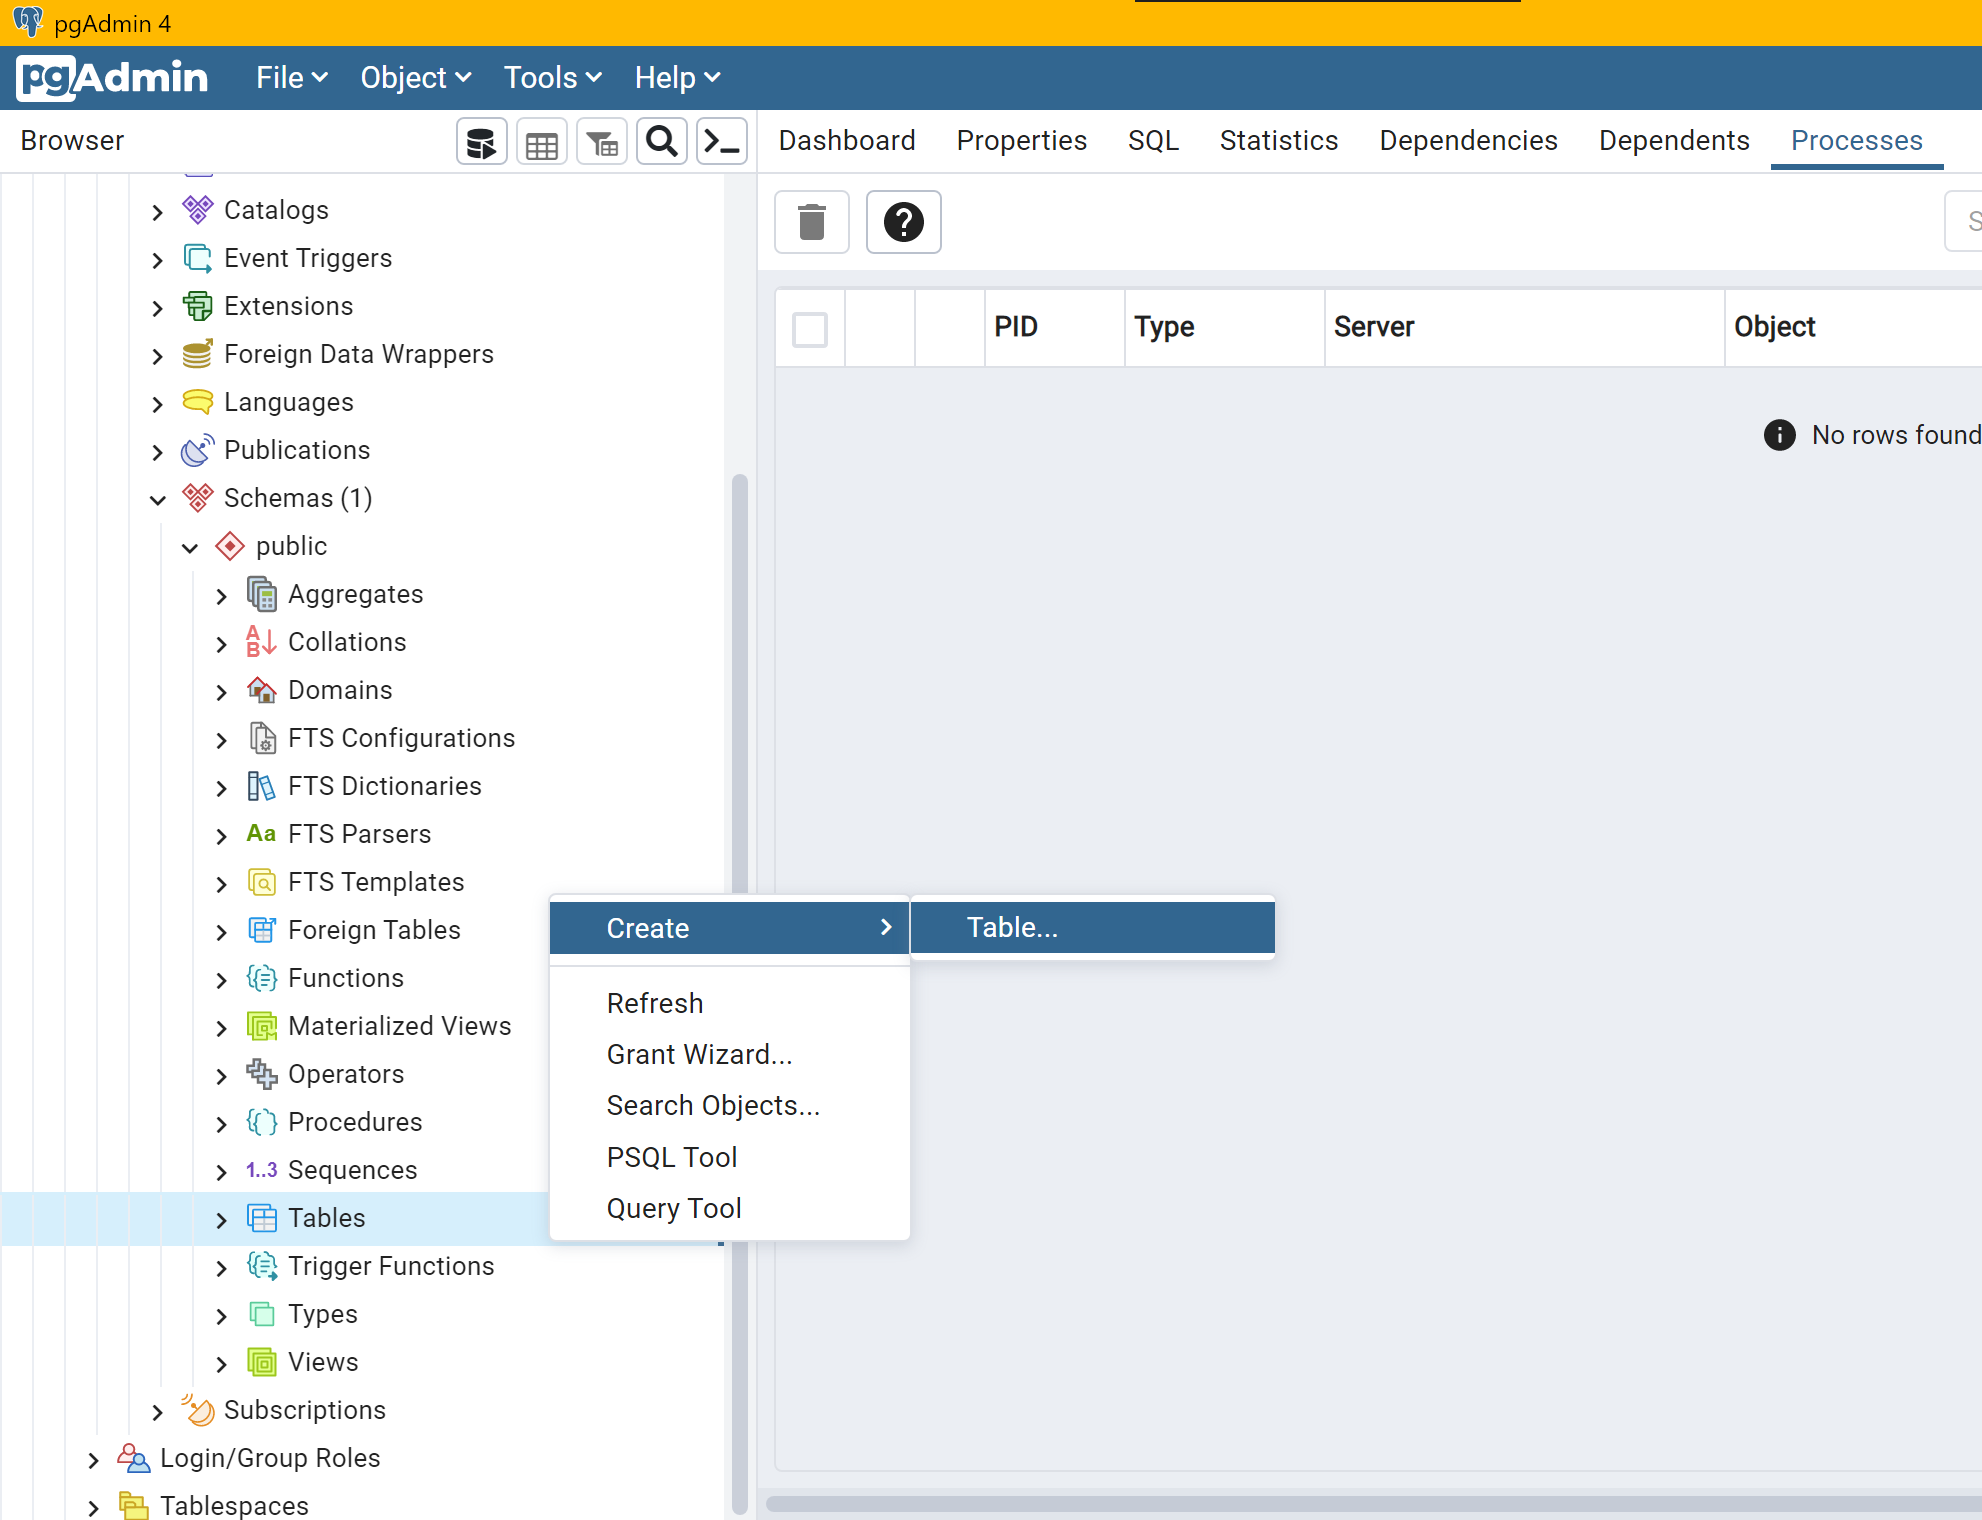 pgAdmin 4
pgAdmin File Object Tools Help
Browser
Dashboard Properties SQL Statistics Dependencies Dependents Processes
S
PID Type Server Object
No rows found
Catalogs
Event Triggers
Extensions
Foreign Data Wrappers
Languages
Publications
Schemas (1)
public
Aggregates
Collations
Domains
FTS Configurations
FTS Dictionaries
Aa FTS Parsers
FTS Templates
Foreign Tables
Functions
Materialized Views
Operators
Procedures
1..3 Sequences
Tables
Trigger Functions
Types
Views
Subscriptions
Login/Group Roles
Tablespaces
Create
Table...
Refresh
Grant Wizard...
Search Objects...
PSQL Tool
Query Tool